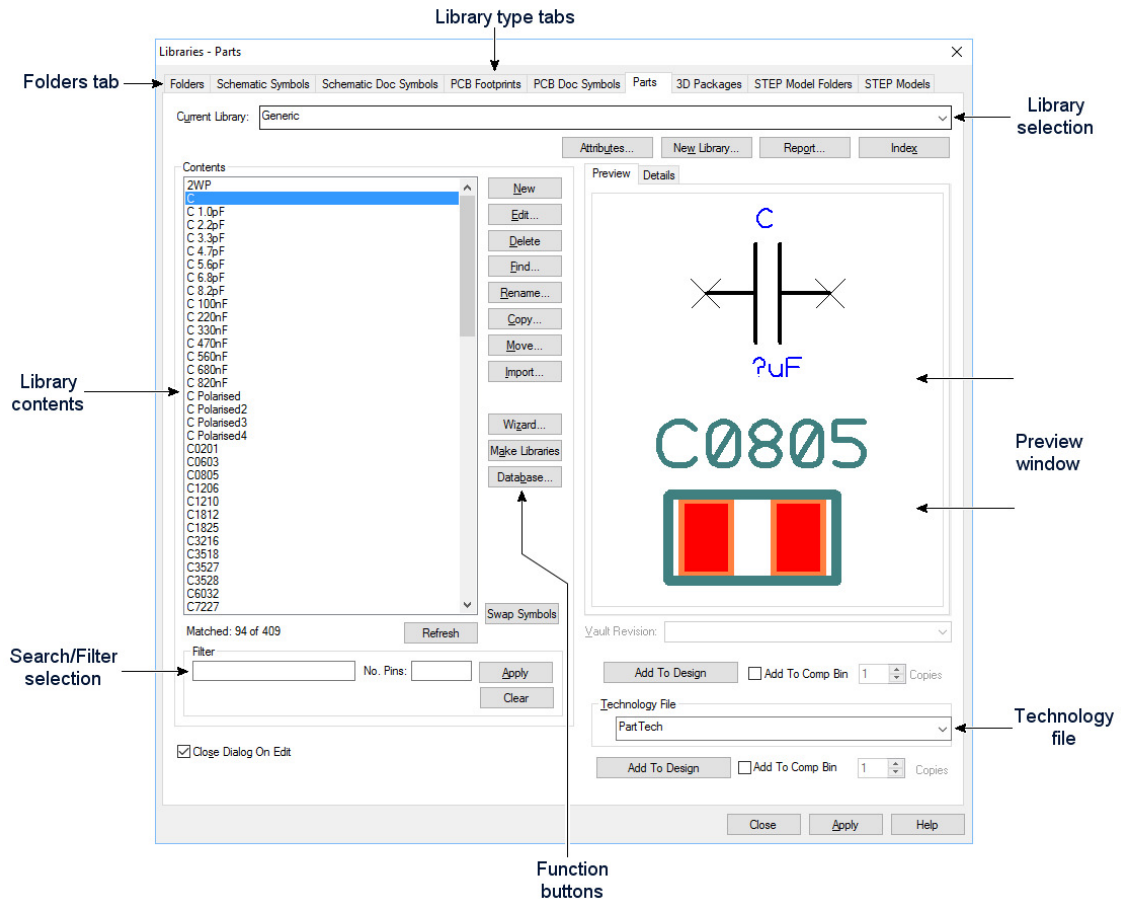 Library type tabs
Libraries - Parts
Folders tab
Folders Schematic Symbols Schematic Doc Symbols PCB Footprints PCB Doc Symbols Parts 3D Packages STEP Model Folders STEP Models
Current Library: Generic
Library
selection
Attributes... New Library... Report... Index
Contents
Preview Details
2WP
C
C 1.0pF
C 2.2pF
C 3.3pF
C 4.7pF
C 5.6pF
C 6.8pF
C 8.2pF
C 100nF
C 220nF
C 330nF
C 470nF
C 560nF
C 680nF
C 820nF
C Polarised
C Polarised2
C Polarised3
C Polarised4
C0201
C0603
C0805
C1206
C1210
C1812
C1825
C3216
C3518
C3527
C3528
C6032
C7227
New
Edit...
Delete
Find...
Rename...
Copy...
Move...
Import...
Wizard...
Make Libraries
Database...
Swap Symbols
C
?uF
C0805
Library
contents
Preview
window
Matched: 94 of 409 Refresh
Vault Revision:
Search/Filter
selection
Filter
No. Pins: Apply
Clear
Add To Design Add To Comp Bin 1 Copies
Technology File
PartTech
Technology
file
Close Dialog On Edit
Add To Design Add To Comp Bin 1 Copies
Close Apply Help
Function
buttons